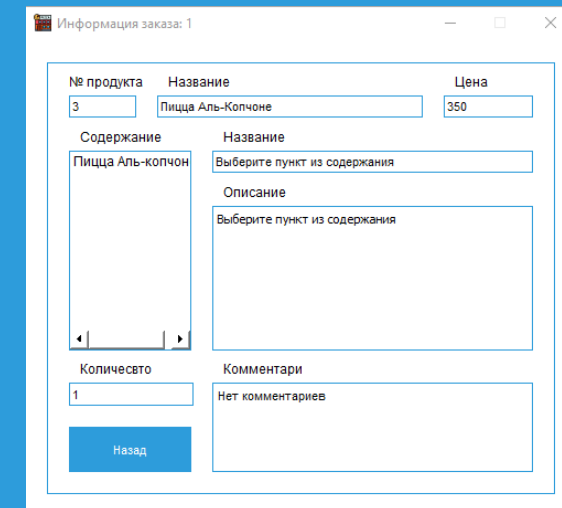 Информация заказа: 1
№ продукта Название Цена
3 Пицца Аль-Копчоне 350
Содержание Название
Пицца Аль-копчон Выберите пункт из содержания
Описание
Выберите пункт из содержания
Количесвто Комментари
1 Нет комментариев
Назад